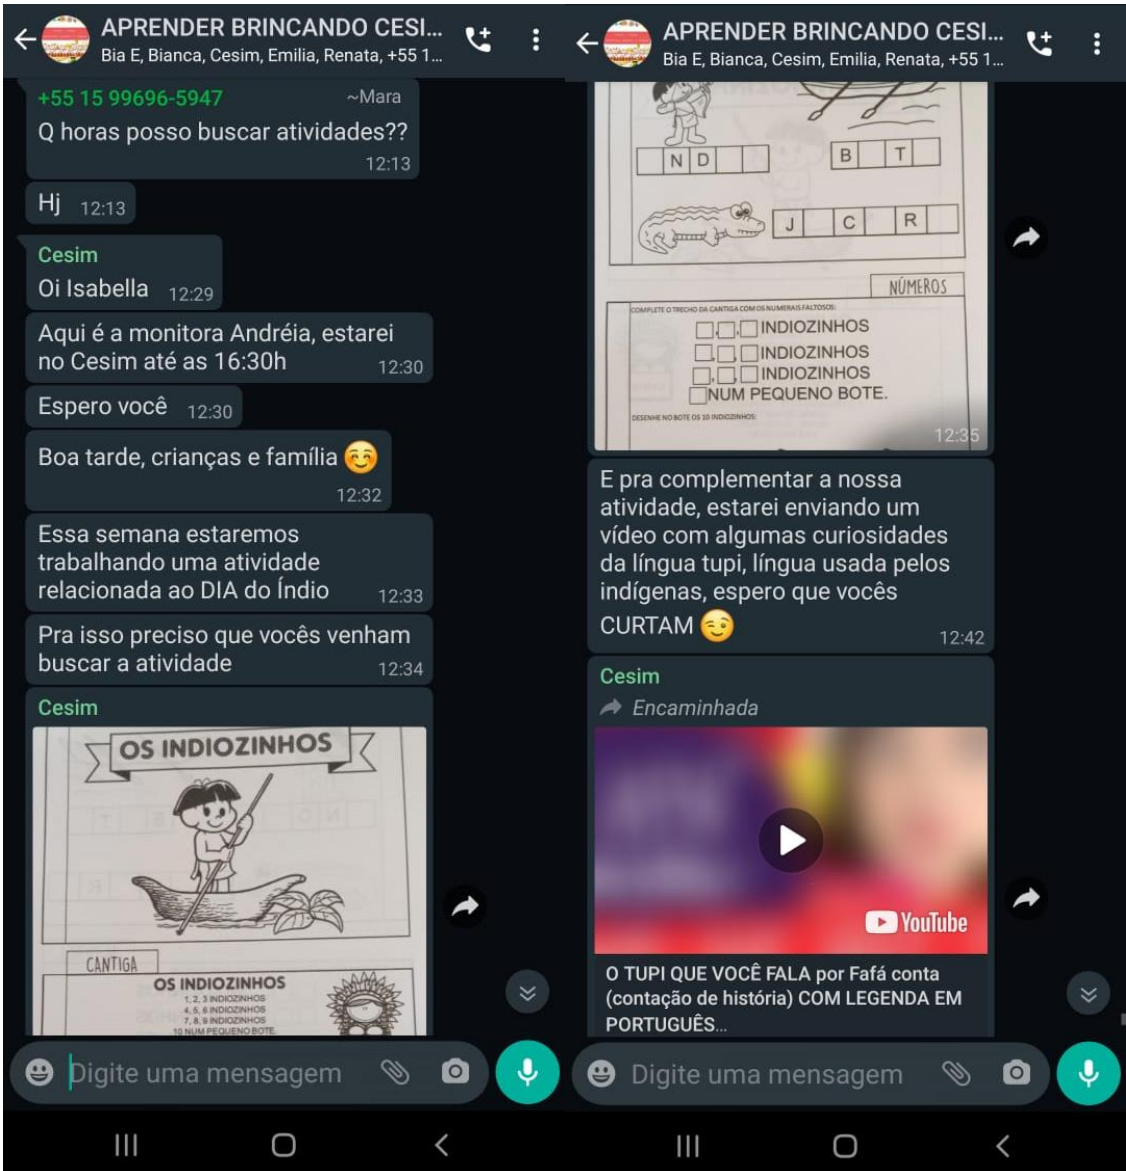 APRENDER BRINCANDO CESI...
Bia E, Bianca, Cesim, Emilia, Renata, +55 1...
+55 15 99696-5947 ~Mara
Q horas posso buscar atividades??
12:13
Hj 12:13
Cesim
Oi Isabella 12:29
Aqui é a monitora Andréia, estarei
no Cesim até as 16:30h 12:30
Espero você 12:30
Boa tarde, crianças e família 😊
12:32
Essa semana estaremos
trabalhando uma atividade
relacionada ao DIA do Índio 12:33
Pra isso preciso que vocês venham
buscar a atividade 12:34
Cesim
OS INDIOZINHOS
CANTIGA
OS INDIOZINHOS
1, 2, 3 INDIOZINHOS
4, 5, 6 INDIOZINHOS
7, 8, 9 INDIOZINHOS
10 NUM PEQUENO BOTE.
Digite uma mensagem
APRENDER BRINCANDO CESI...
Bia E, Bianca, Cesim, Emilia, Renata, +55 1...
N D
B T
J C R
NÚMEROS
COMPLETE O TRECHO DA CANTIGA COM OS NUMERAIS FALTOSOS:
, , INDIOZINHOS
, , INDIOZINHOS
, , INDIOZINHOS
NUM PEQUENO BOTE.
DESENHE NO BOTE OS 10 INDIOZINHOS:
12:35
E pra complementar a nossa
atividade, estarei enviando um
vídeo com algumas curiosidades
da língua tupi, língua usada pelos
indígenas, espero que vocês
CURTAM 😉 12:42
Cesim
Encaminhada
YouTube
O TUPI QUE VOCÊ FALA por Fafá conta
(contação de história) COM LEGENDA EM
PORTUGUÊS...
Digite uma mensagem